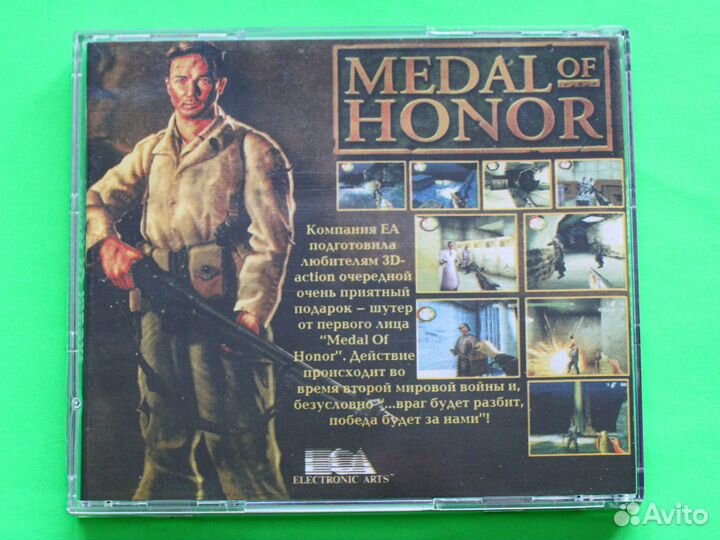 MEDAL OF
HONOR
Компания EA
подготовила
любителям 3D-
action очередной
очень приятный
подарок – шутер
от первого лица
"Medal Of
Honor". Действие
происходит во
время второй мировой войны и,
безусловно "...враг будет разбит,
победа будет за нами"!
ELECTRONIC ARTS™
Avito